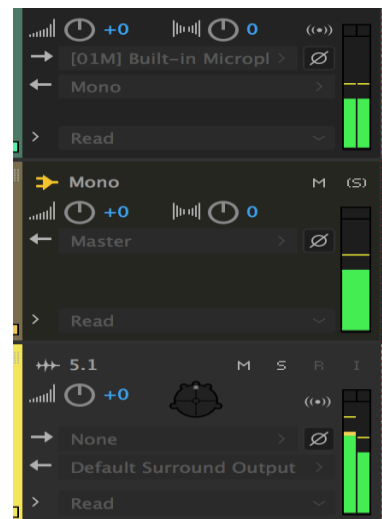 +0 0 ((•))
[01M] Built-in Micropl > Ø
Mono >
> Read
Mono M (S)
+0 0
Master > Ø
> Read
5.1 M S R I
+0 ((•))
None > Ø
Default Surround Output >
> Read